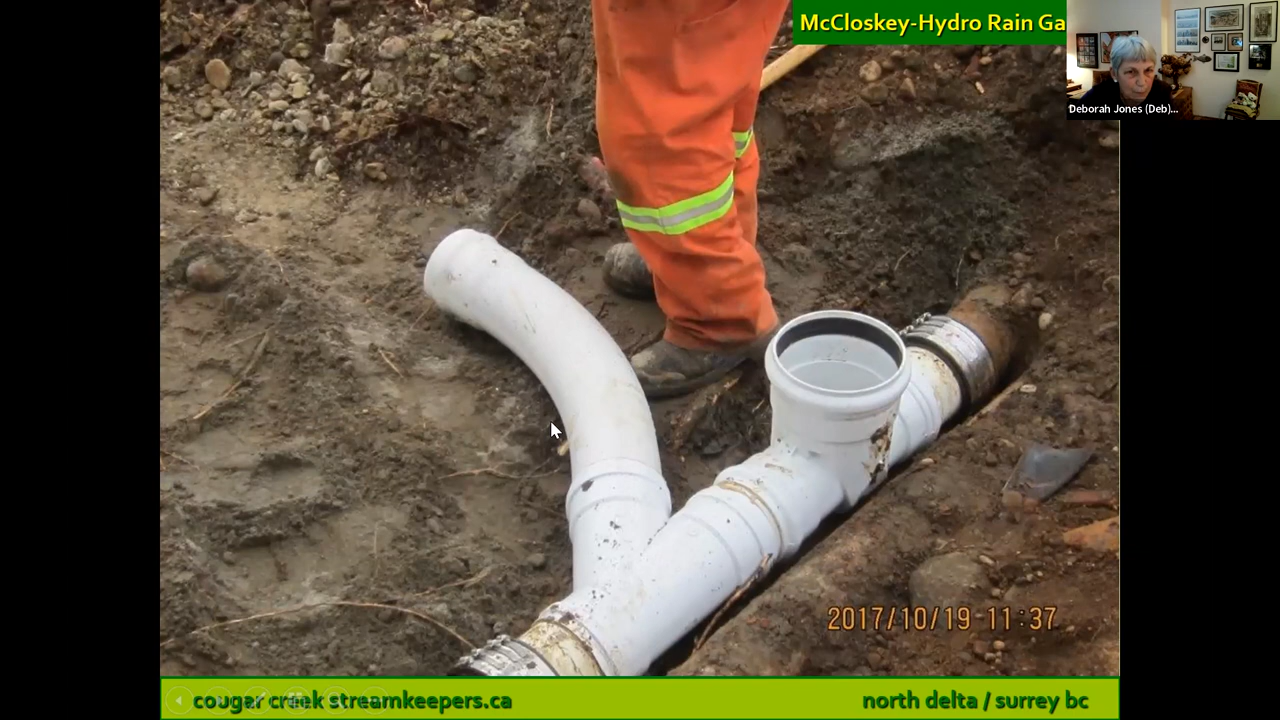 McCloskey-Hydro Rain Ga
Deborah Jones (Deb)...
2017/10/19 11:37
cougar creek streamkeepers.ca
north delta / surrey bc